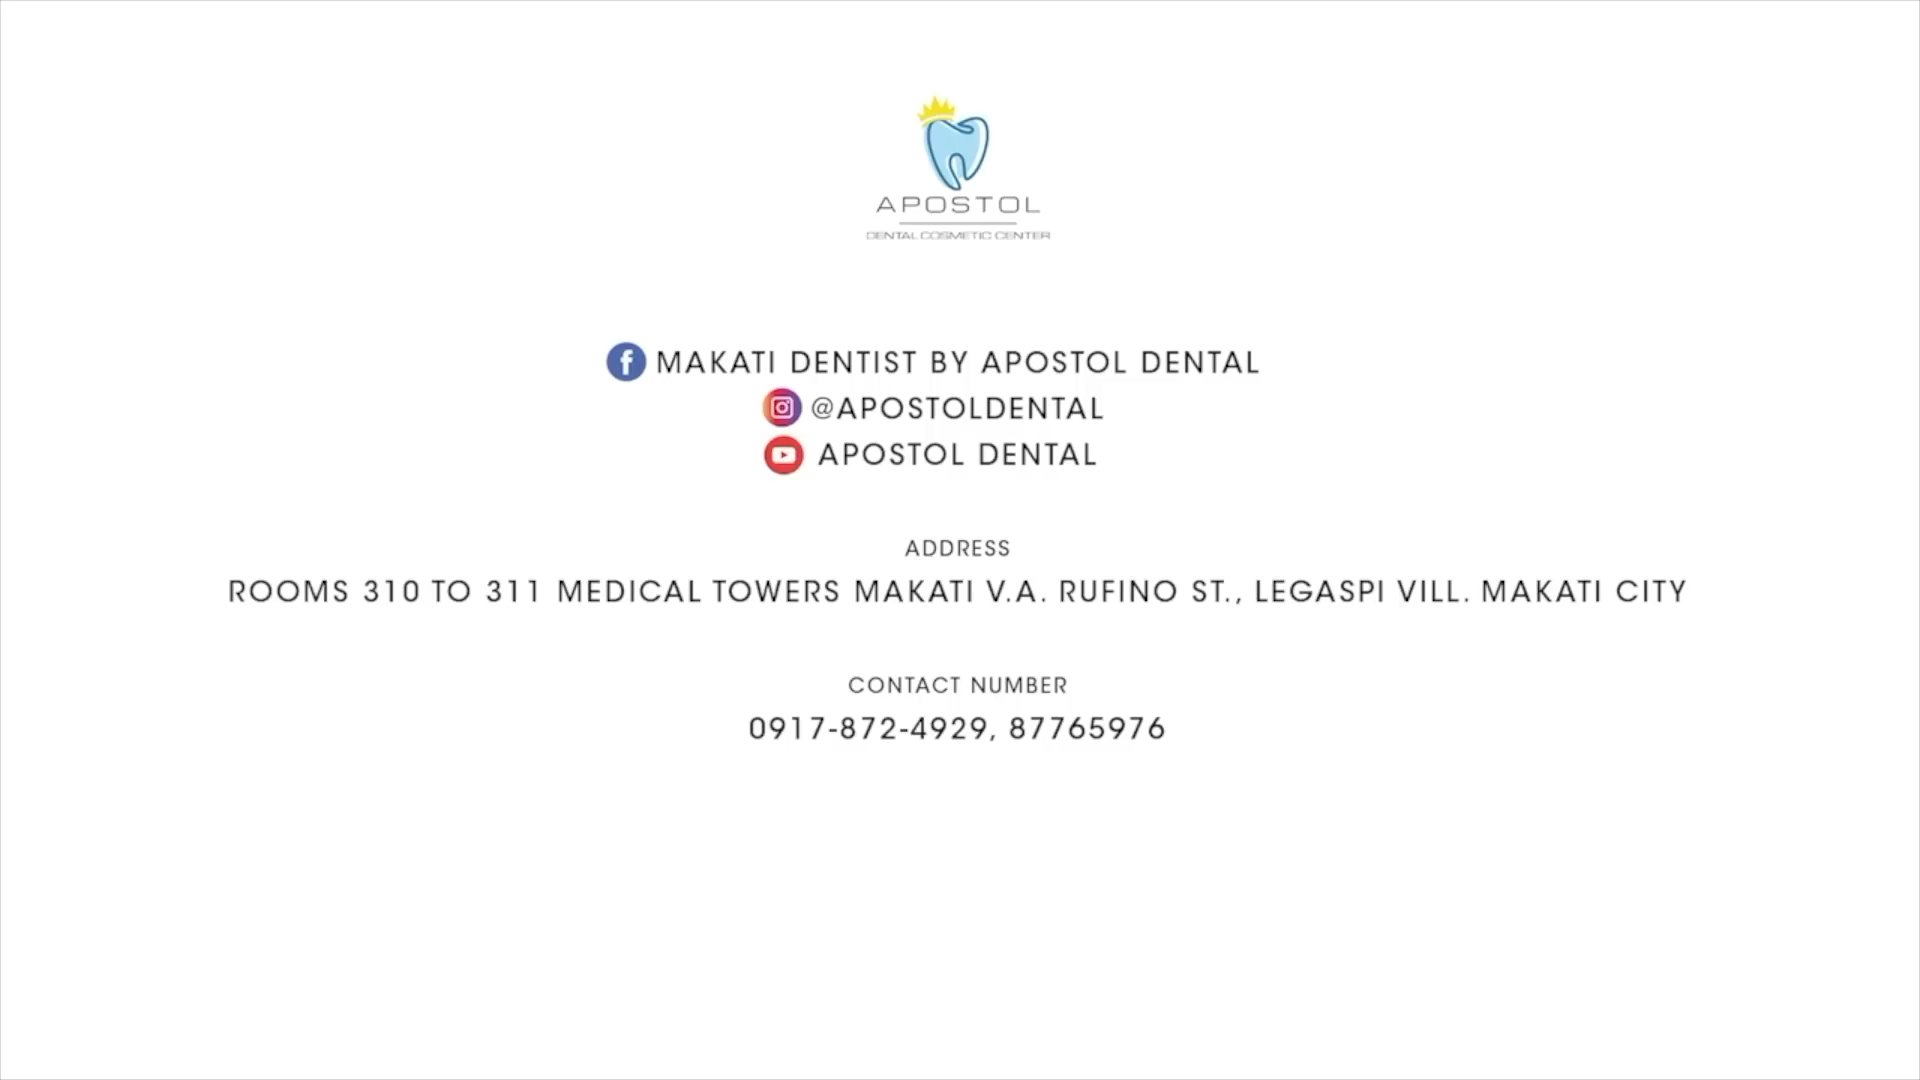 APOSTOL
DENTAL COSMETIC CENTER
MAKATI DENTIST BY APOSTOL DENTAL
@APOSTOLDENTAL
APOSTOL DENTAL
ADDRESS
ROOMS 310 TO 311 MEDICAL TOWERS MAKATI V.A. RUFINO ST., LEGASPI VILL. MAKATI CITY
CONTACT NUMBER
0917-872-4929, 87765976